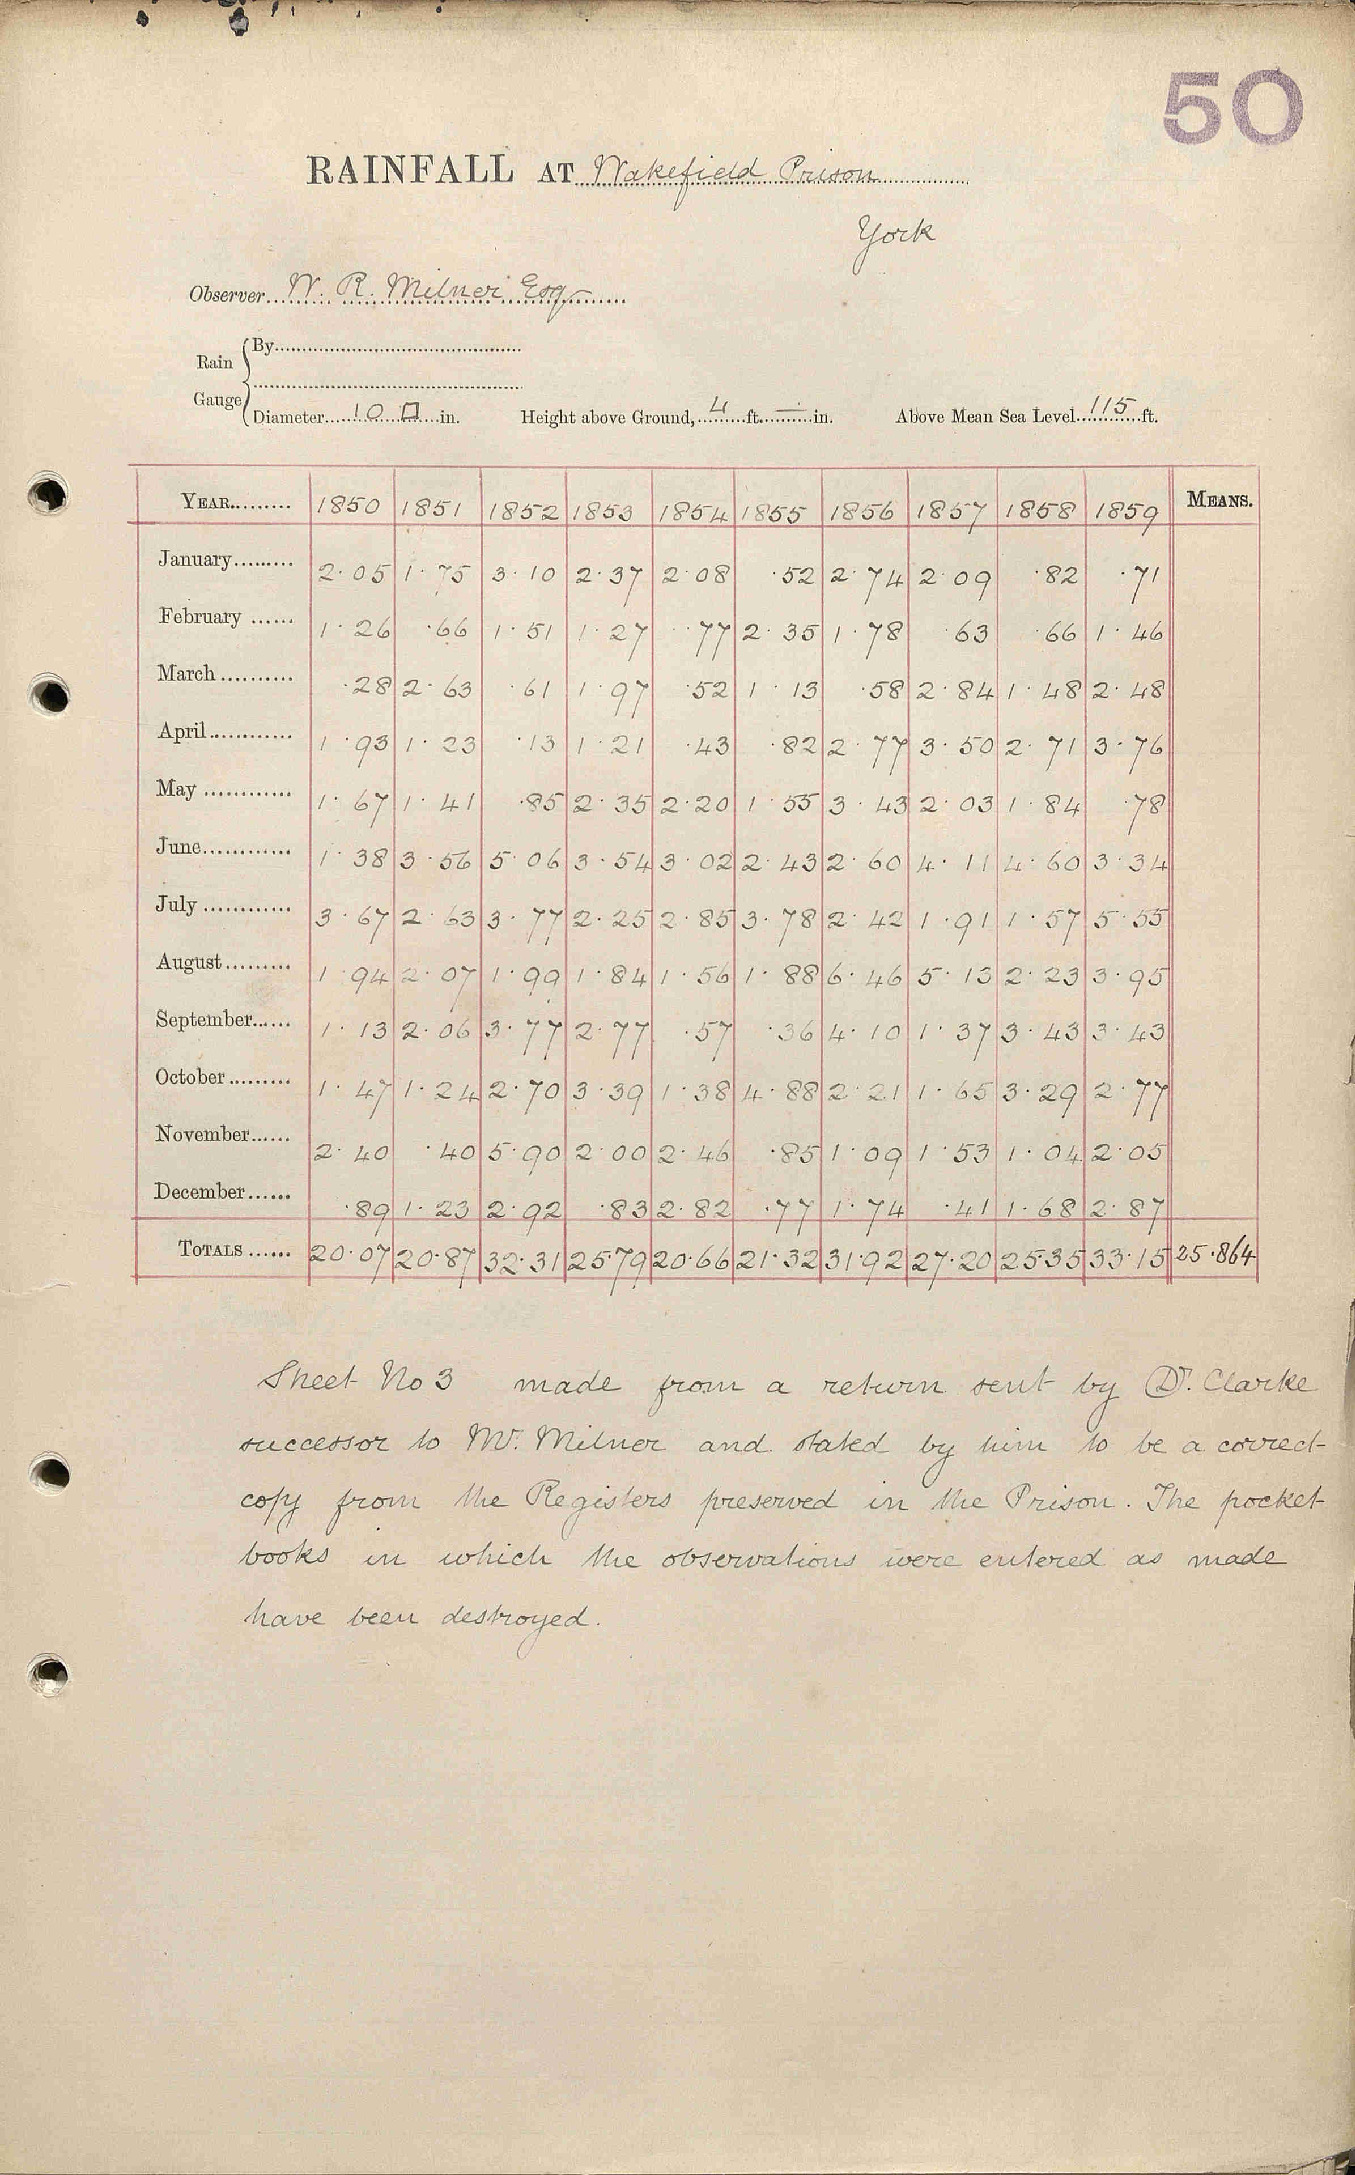 50
RAINFALL AT Wakefield Prison
York
Observer W. R. Milner Esq
Rain Gauge By
Diameter 10 □ in. Height above Ground, 4 ft. — in. Above Mean Sea Level 115 ft.
YEAR 1850 1851 1852 1853 1854 1855 1856 1857 1858 1859 MEANS.
January 2·05 1·75 3·10 2·37 2·08 ·52 2·74 2·09 ·82 ·71
February 1·26 ·66 1·51 1·27 ·77 2·35 1·78 ·63 ·66 1·46
March ·28 2·63 ·61 1·97 ·52 1·13 ·58 2·84 1·48 2·48
April 1·93 1·23 ·13 1·21 ·43 ·82 2·77 3·50 2·71 3·76
May 1·67 1·41 ·85 2·35 2·20 1·55 3·43 2·03 1·84 ·78
June 1·38 3·56 5·06 3·54 3·02 2·43 2·60 4·11 4·60 3·34
July 3·67 2·63 3·77 2·25 2·85 3·78 2·42 1·91 1·57 5·55
August 1·94 2·07 1·99 1·84 1·56 1·88 6·46 5·13 2·23 3·95
September 1·13 2·06 3·77 2·77 ·57 ·36 4·10 1·37 3·43 3·43
October 1·47 1·24 2·70 3·39 1·38 4·88 2·21 1·65 3·29 2·77
November 2·40 ·40 5·90 2·00 2·46 ·85 1·09 1·53 1·04 2·05
December ·89 1·23 2·92 ·83 2·82 ·77 1·74 ·41 1·68 2·87
TOTALS 20·07 20·87 32·31 25·79 20·66 21·32 31·92 27·20 25·35 33·15 25·864
Sheet No 3 made from a return sent by Dr. Clarke
successor to Mr. Milner and stated by him to be a correct
copy from the Registers preserved in the Prison. The pocket
books in which the observations were entered as made
have been destroyed.